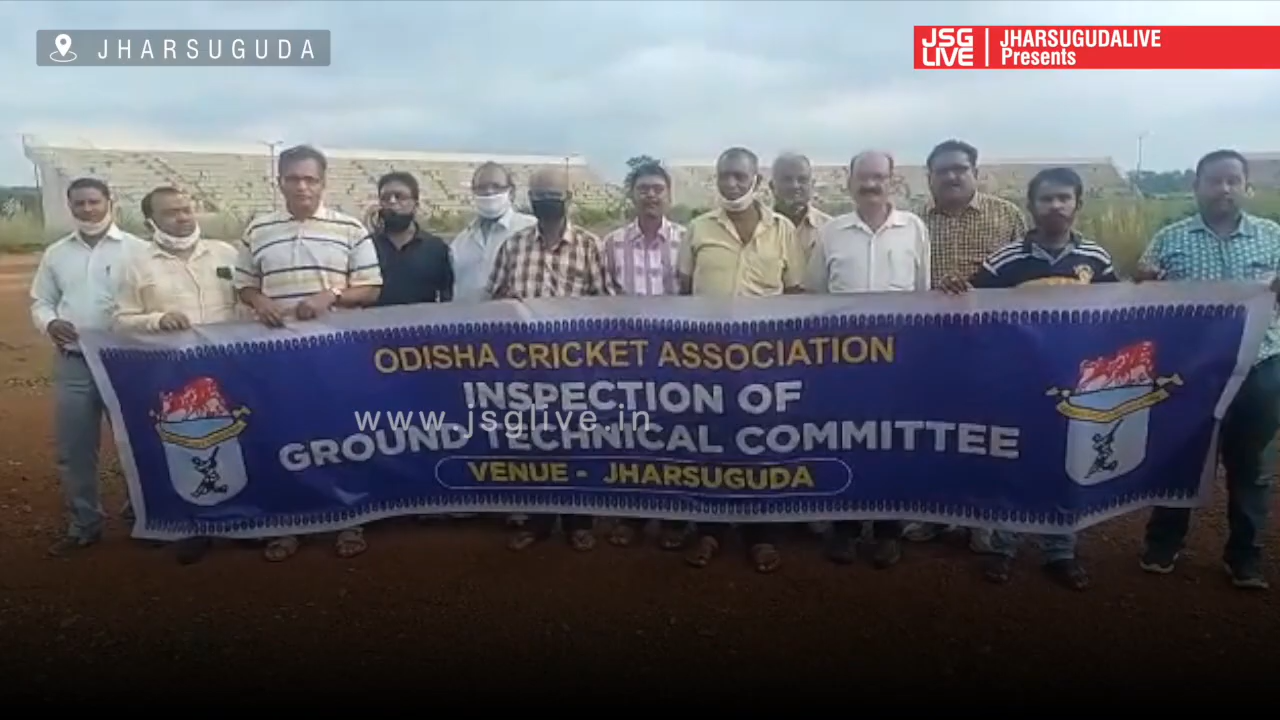 JHARSUGUDA
JSG LIVE
JHARSUGUDALIVE
Presents
ODISHA CRICKET ASSOCIATION
INSPECTION OF
www.jsglive.in
GROUND TECHNICAL COMMITTEE
VENUE - JHARSUGUDA